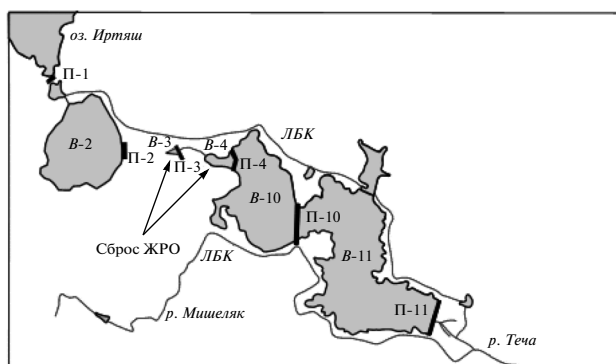 оз. Иртяш
П-1
ЛБК
В-3
В-4
В-2
П-2
П-3
П-4
В-10
П-10
Сброс ЖРО
ЛБК
В-11
р. Мишеляк
П-11
р. Теча